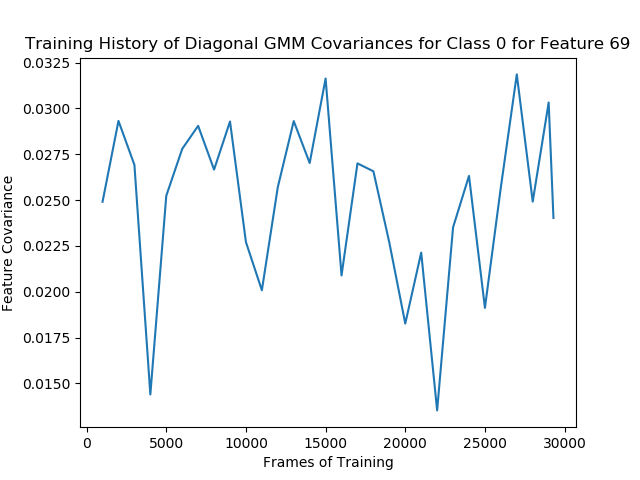 Training History of Diagonal GMM Covariances for Class 0 for Feature 69
0.0325
0.0300
0.0275
0.0250
0.0225
0.0200
0.0175
0.0150
Feature Covariance
0 5000 10000 15000 20000 25000 30000
Frames of Training